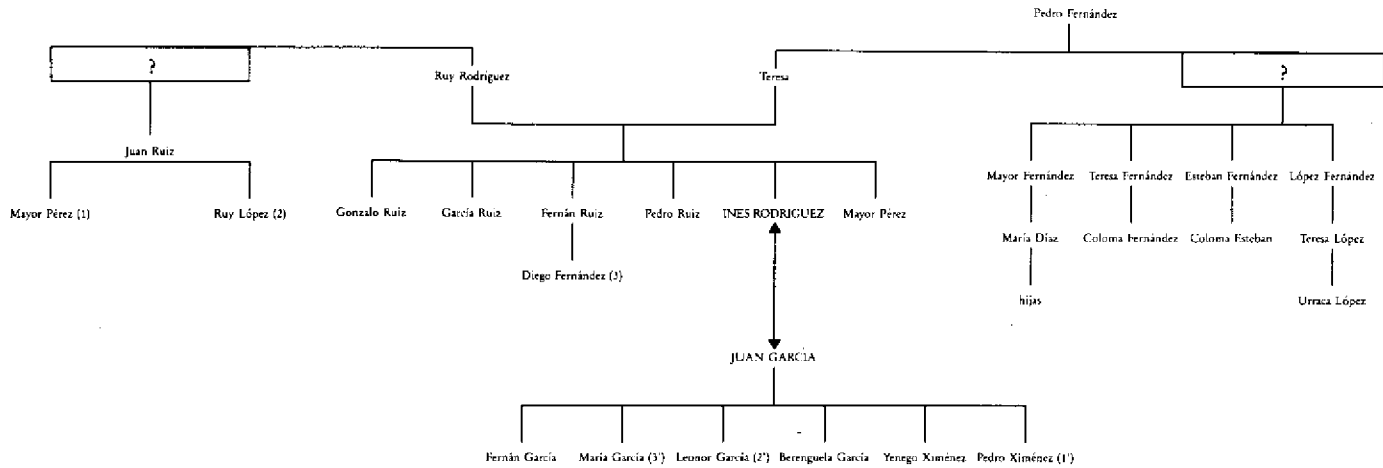 Pedro Fernández
?
Ruy Rodríguez
Teresa
?
Juan Ruiz
Mayor Fernández
Teresa Fernández
Esteban Fernández
López Fernández
Mayor Pérez (1)
Ruy López (2)
Gonzalo Ruiz
García Ruiz
Fernán Ruiz
Pedro Ruiz
INES RODRIGUEZ
Mayor Pérez
María Díaz
Coloma Fernández
Coloma Esteban
Teresa López
Diego Fernández (3)
hijas
Urraca López
JUAN GARCIA
Fernán García
María García (3')
Leonor García (2')
Berenguela García
Yenego Ximénez
Pedro Ximénez (1')